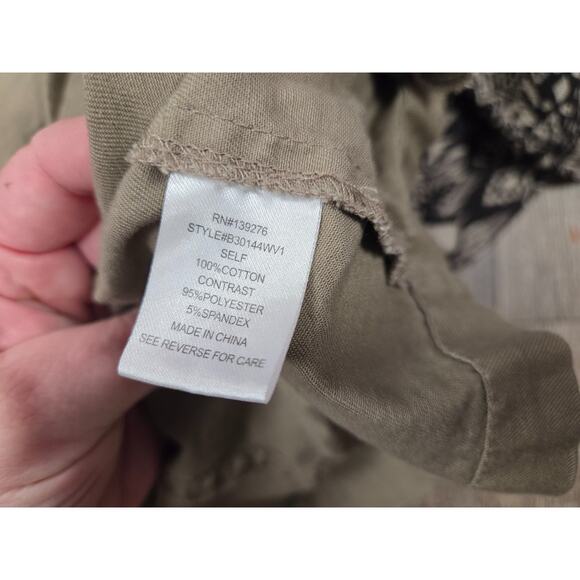 RN#139276
STYLE#B30144WV1
SELF
100%COTTON
CONTRAST
95%POLYESTER
5%SPANDEX
MADE IN CHINA
SEE REVERSE FOR CARE